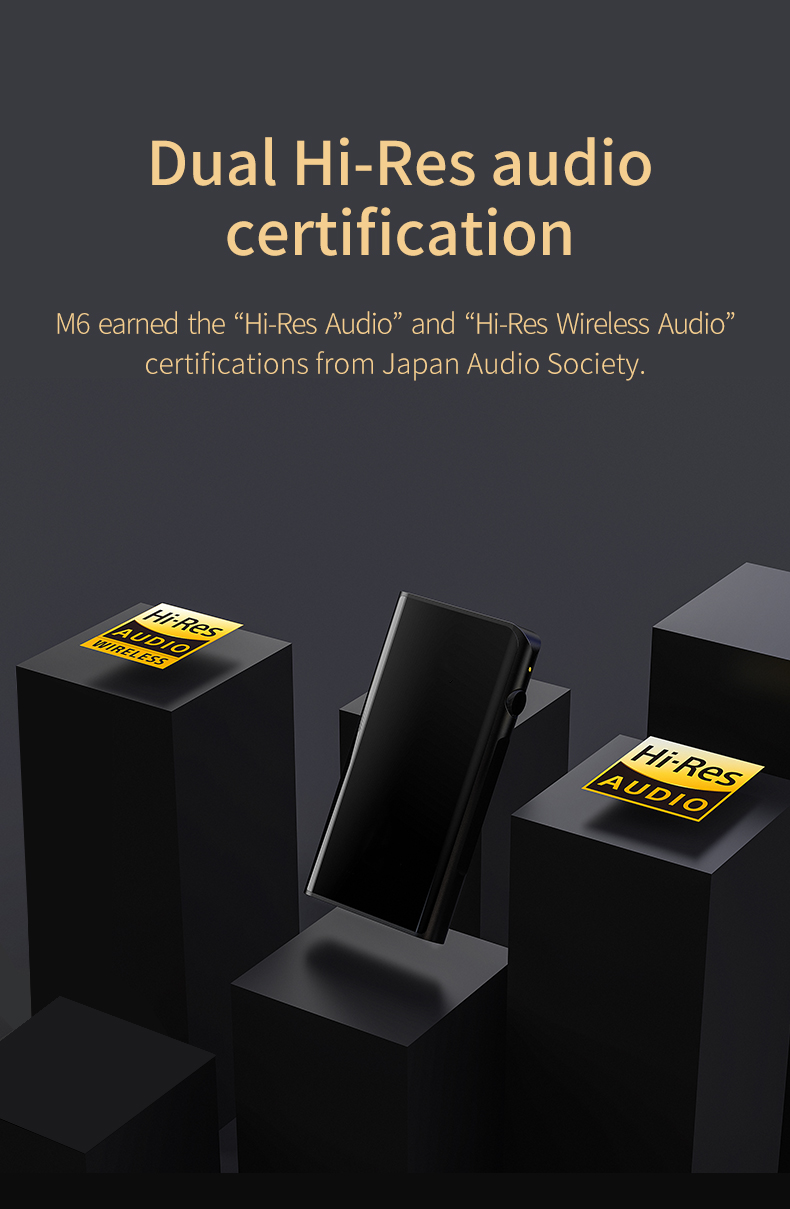 Dual Hi-Res audio
certification
M6 earned the “Hi-Res Audio” and “Hi-Res Wireless Audio”
certifications from Japan Audio Society.
Hi-Res
AUDIO
WIRELESS
Hi-Res
AUDIO